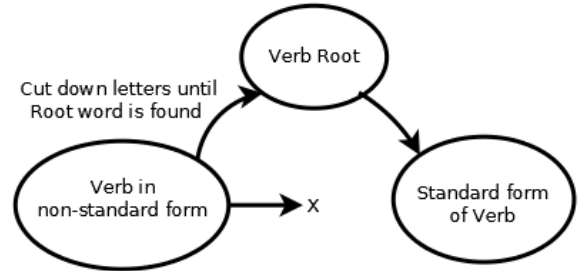 Verb Root
Cut down letters until
Root word is found
Verb in
non-standard form
X
Standard form
of Verb